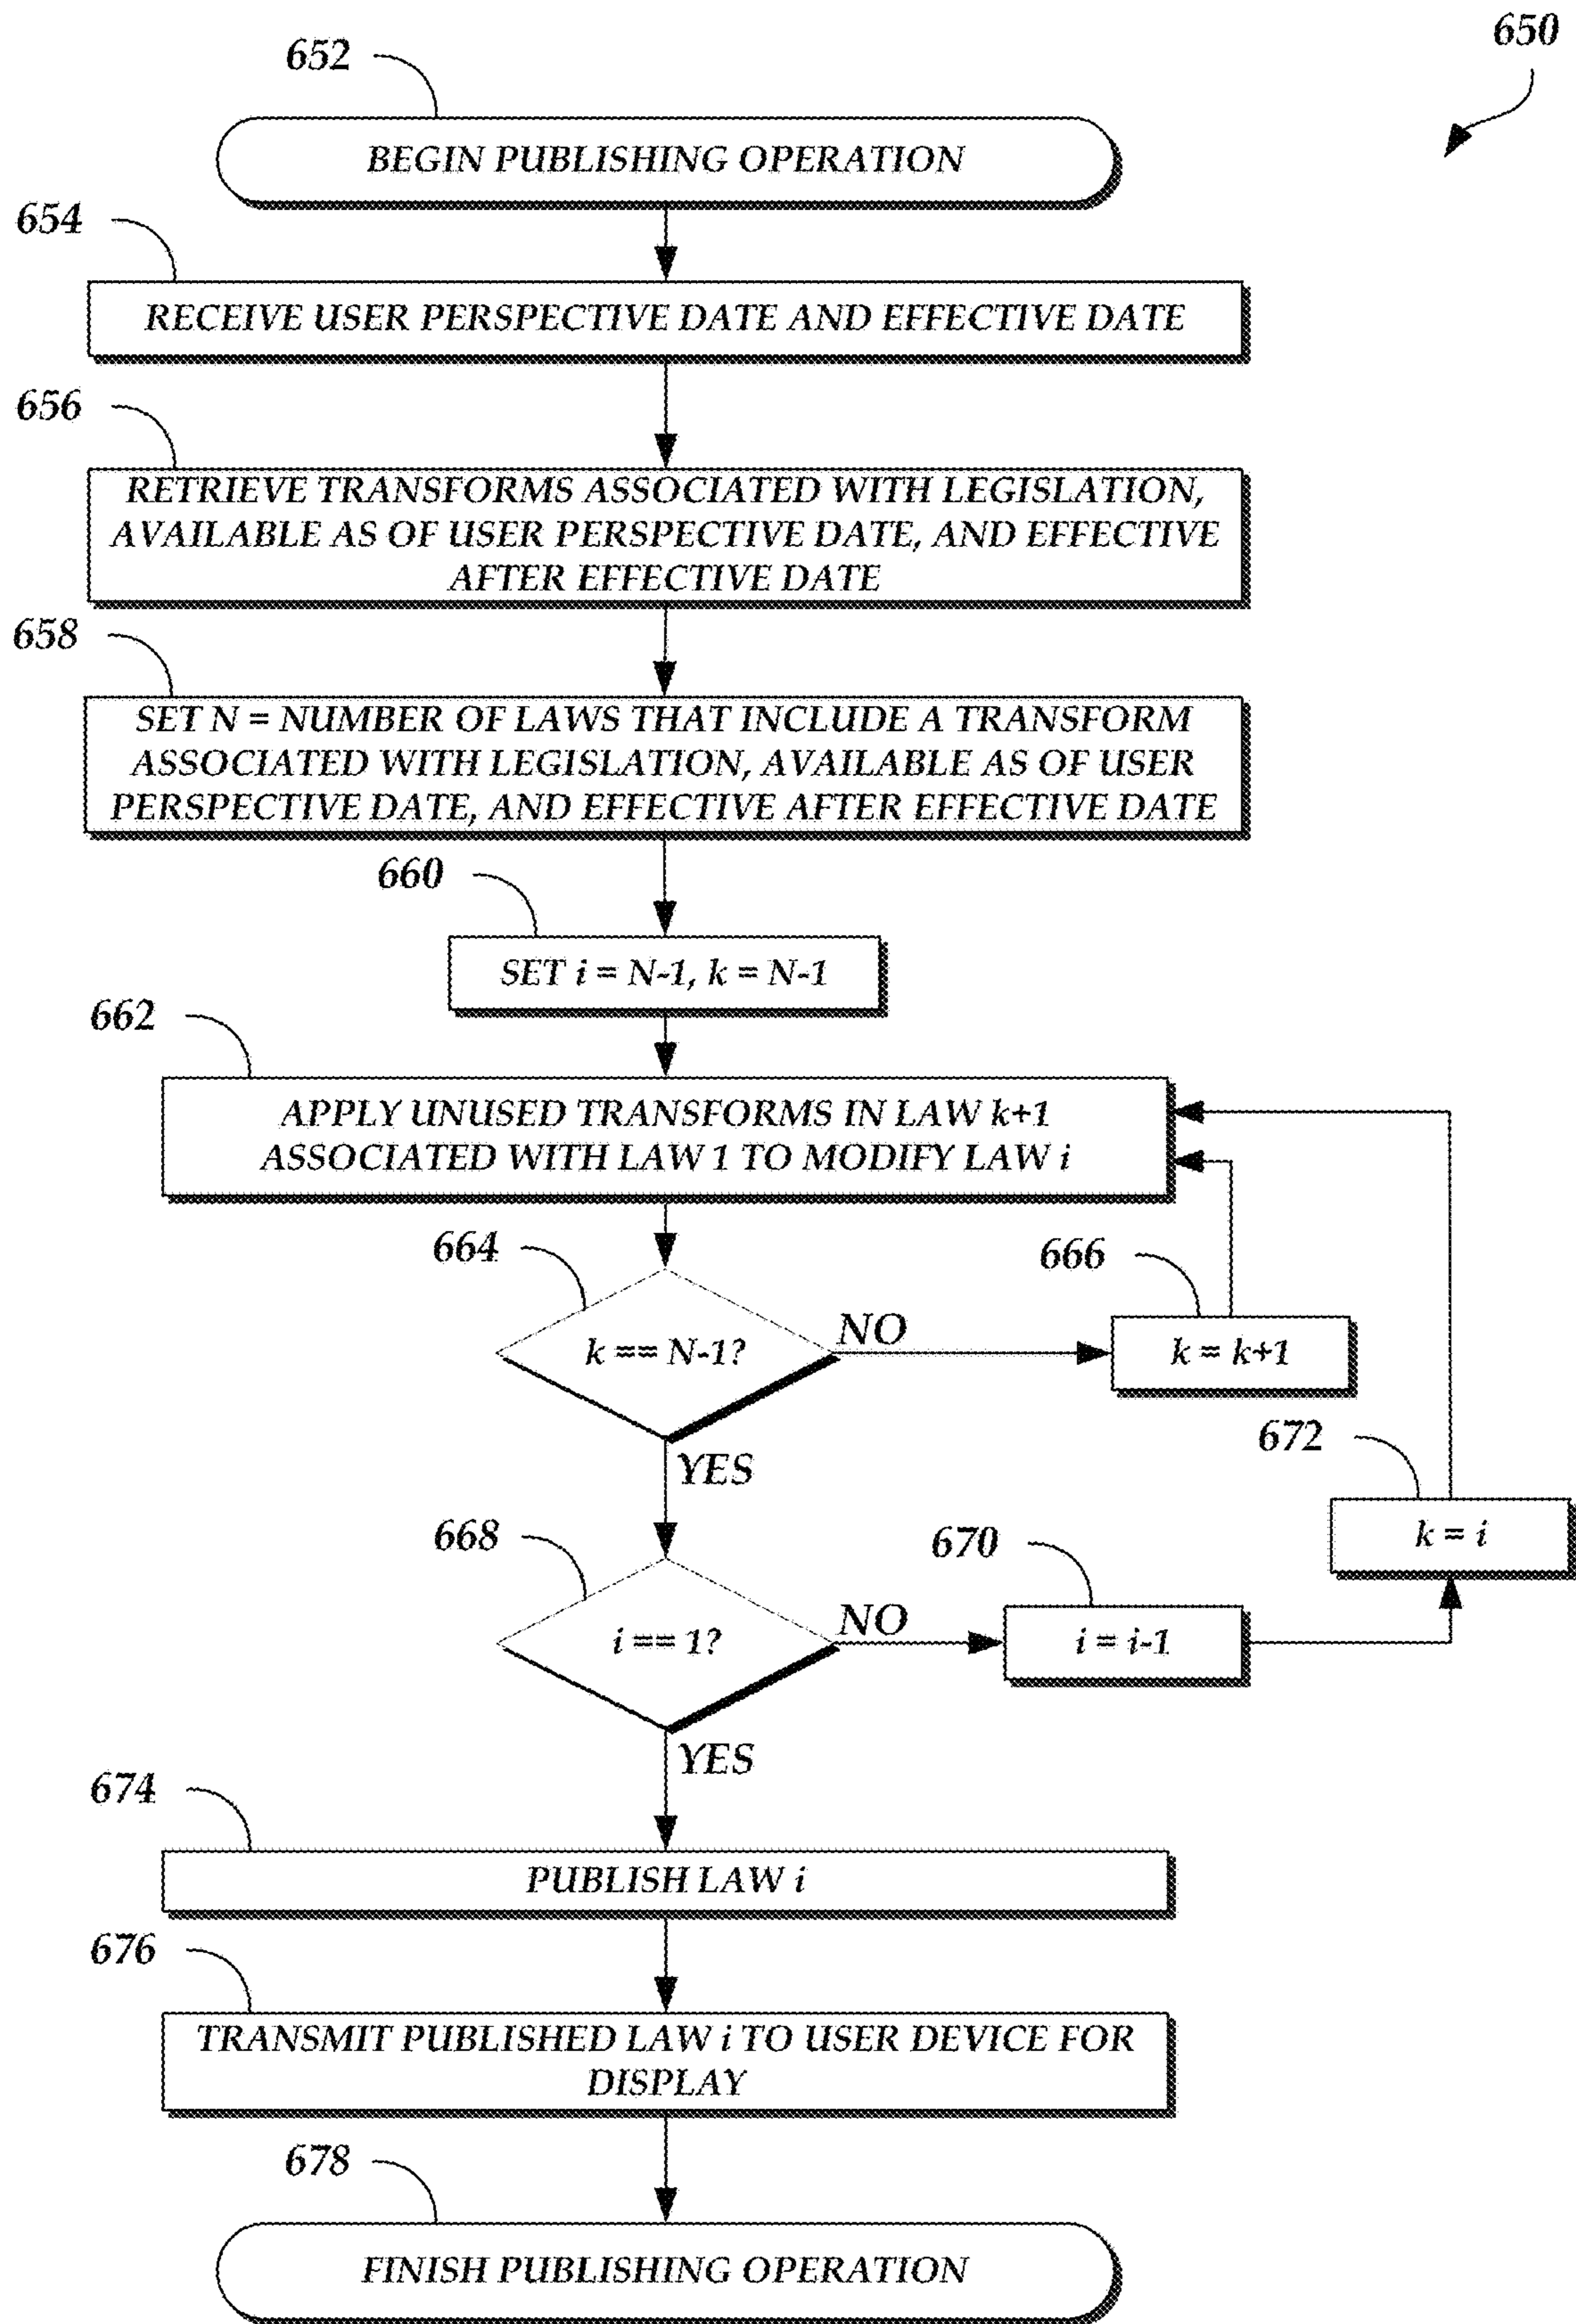 650
652
BEGIN PUBLISHING OPERATION
654
RECEIVE USER PERSPECTIVE DATE AND EFFECTIVE DATE
656
RETRIEVE TRANSFORMS ASSOCIATED WITH LEGISLATION,
AVAILABLE AS OF USER PERSPECTIVE DATE, AND EFFECTIVE
AFTER EFFECTIVE DATE
658
SET N = NUMBER OF LAWS THAT INCLUDE A TRANSFORM
ASSOCIATED WITH LEGISLATION, AVAILABLE AS OF USER
PERSPECTIVE DATE, AND EFFECTIVE AFTER EFFECTIVE DATE
660
SET i = N-1, k = N-1
662
APPLY UNUSED TRANSFORMS IN LAW k+1
ASSOCIATED WITH LAW 1 TO MODIFY LAW i
664
k == N-1?
NO
666
k = k+1
YES
672
k = i
668
i == 1?
NO
670
i = i-1
YES
674
PUBLISH LAW i
676
TRANSMIT PUBLISHED LAW i TO USER DEVICE FOR
DISPLAY
678
FINISH PUBLISHING OPERATION